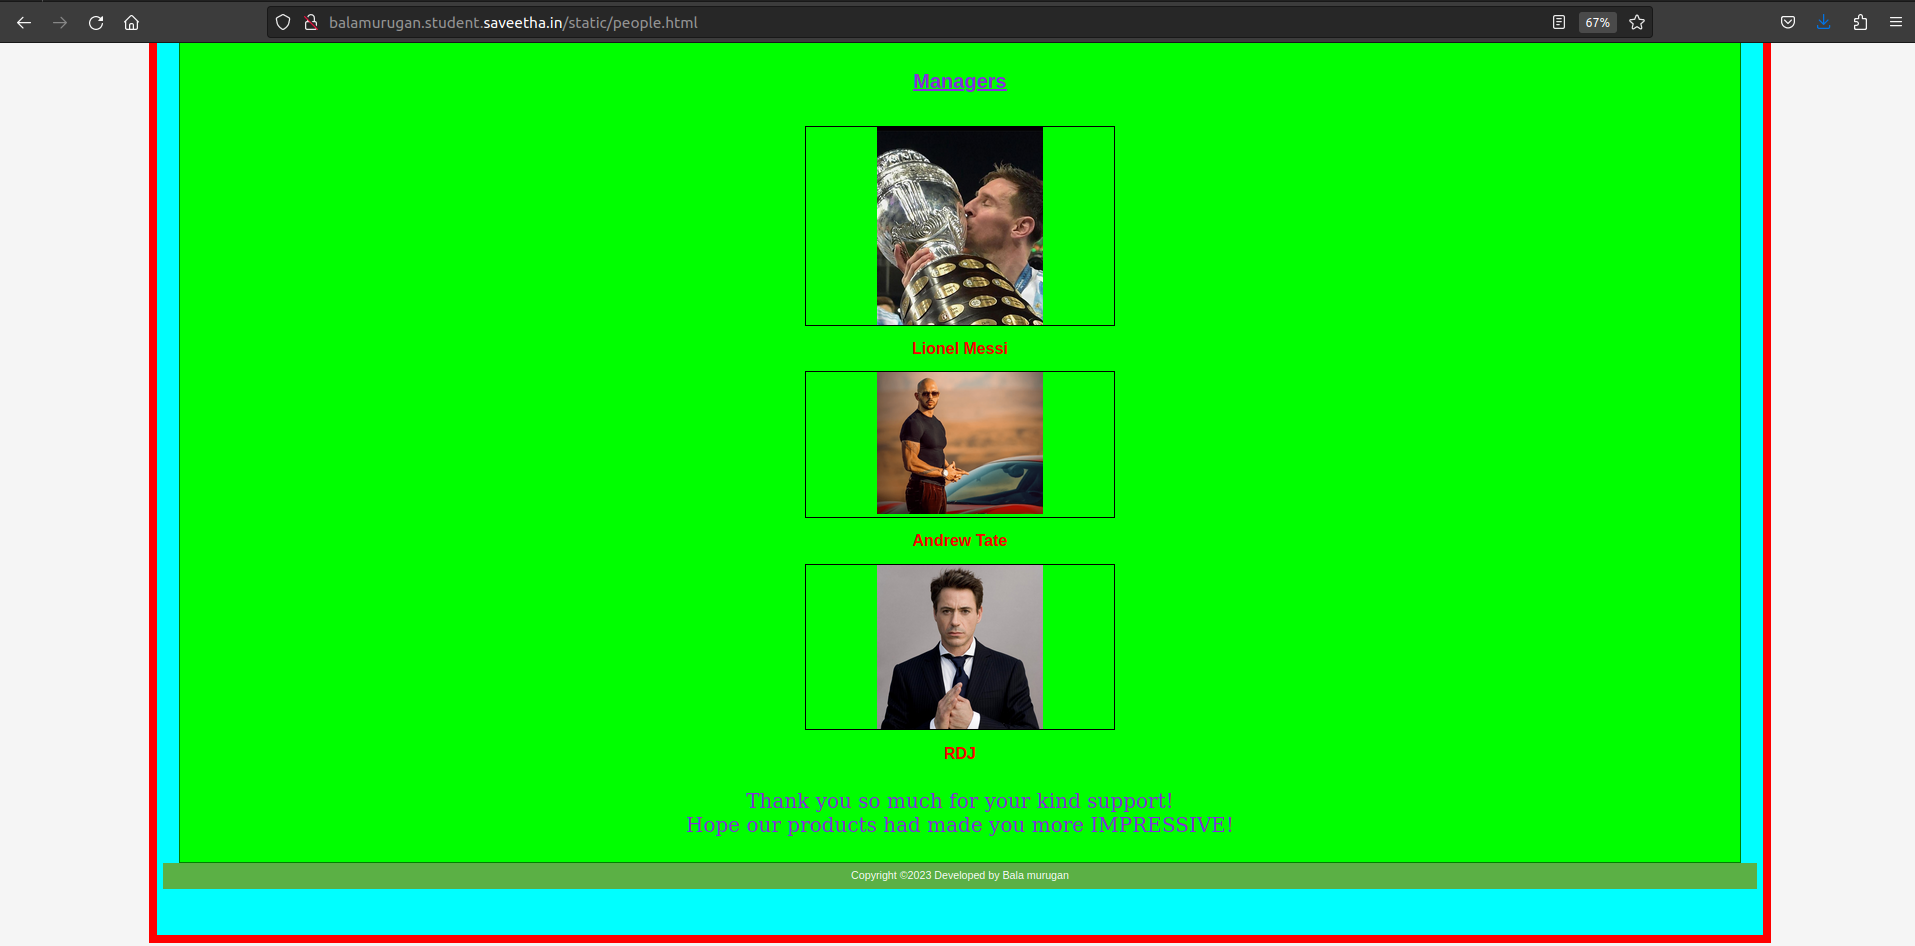 balamurugan.student.saveetha.in/static/people.html
67%
Managers
Lionel Messi
Andrew Tate
RDJ
Thank you so much for your kind support!
Hope our products had made you more IMPRESSIVE!
Copyright ©2023 Developed by Bala murugan